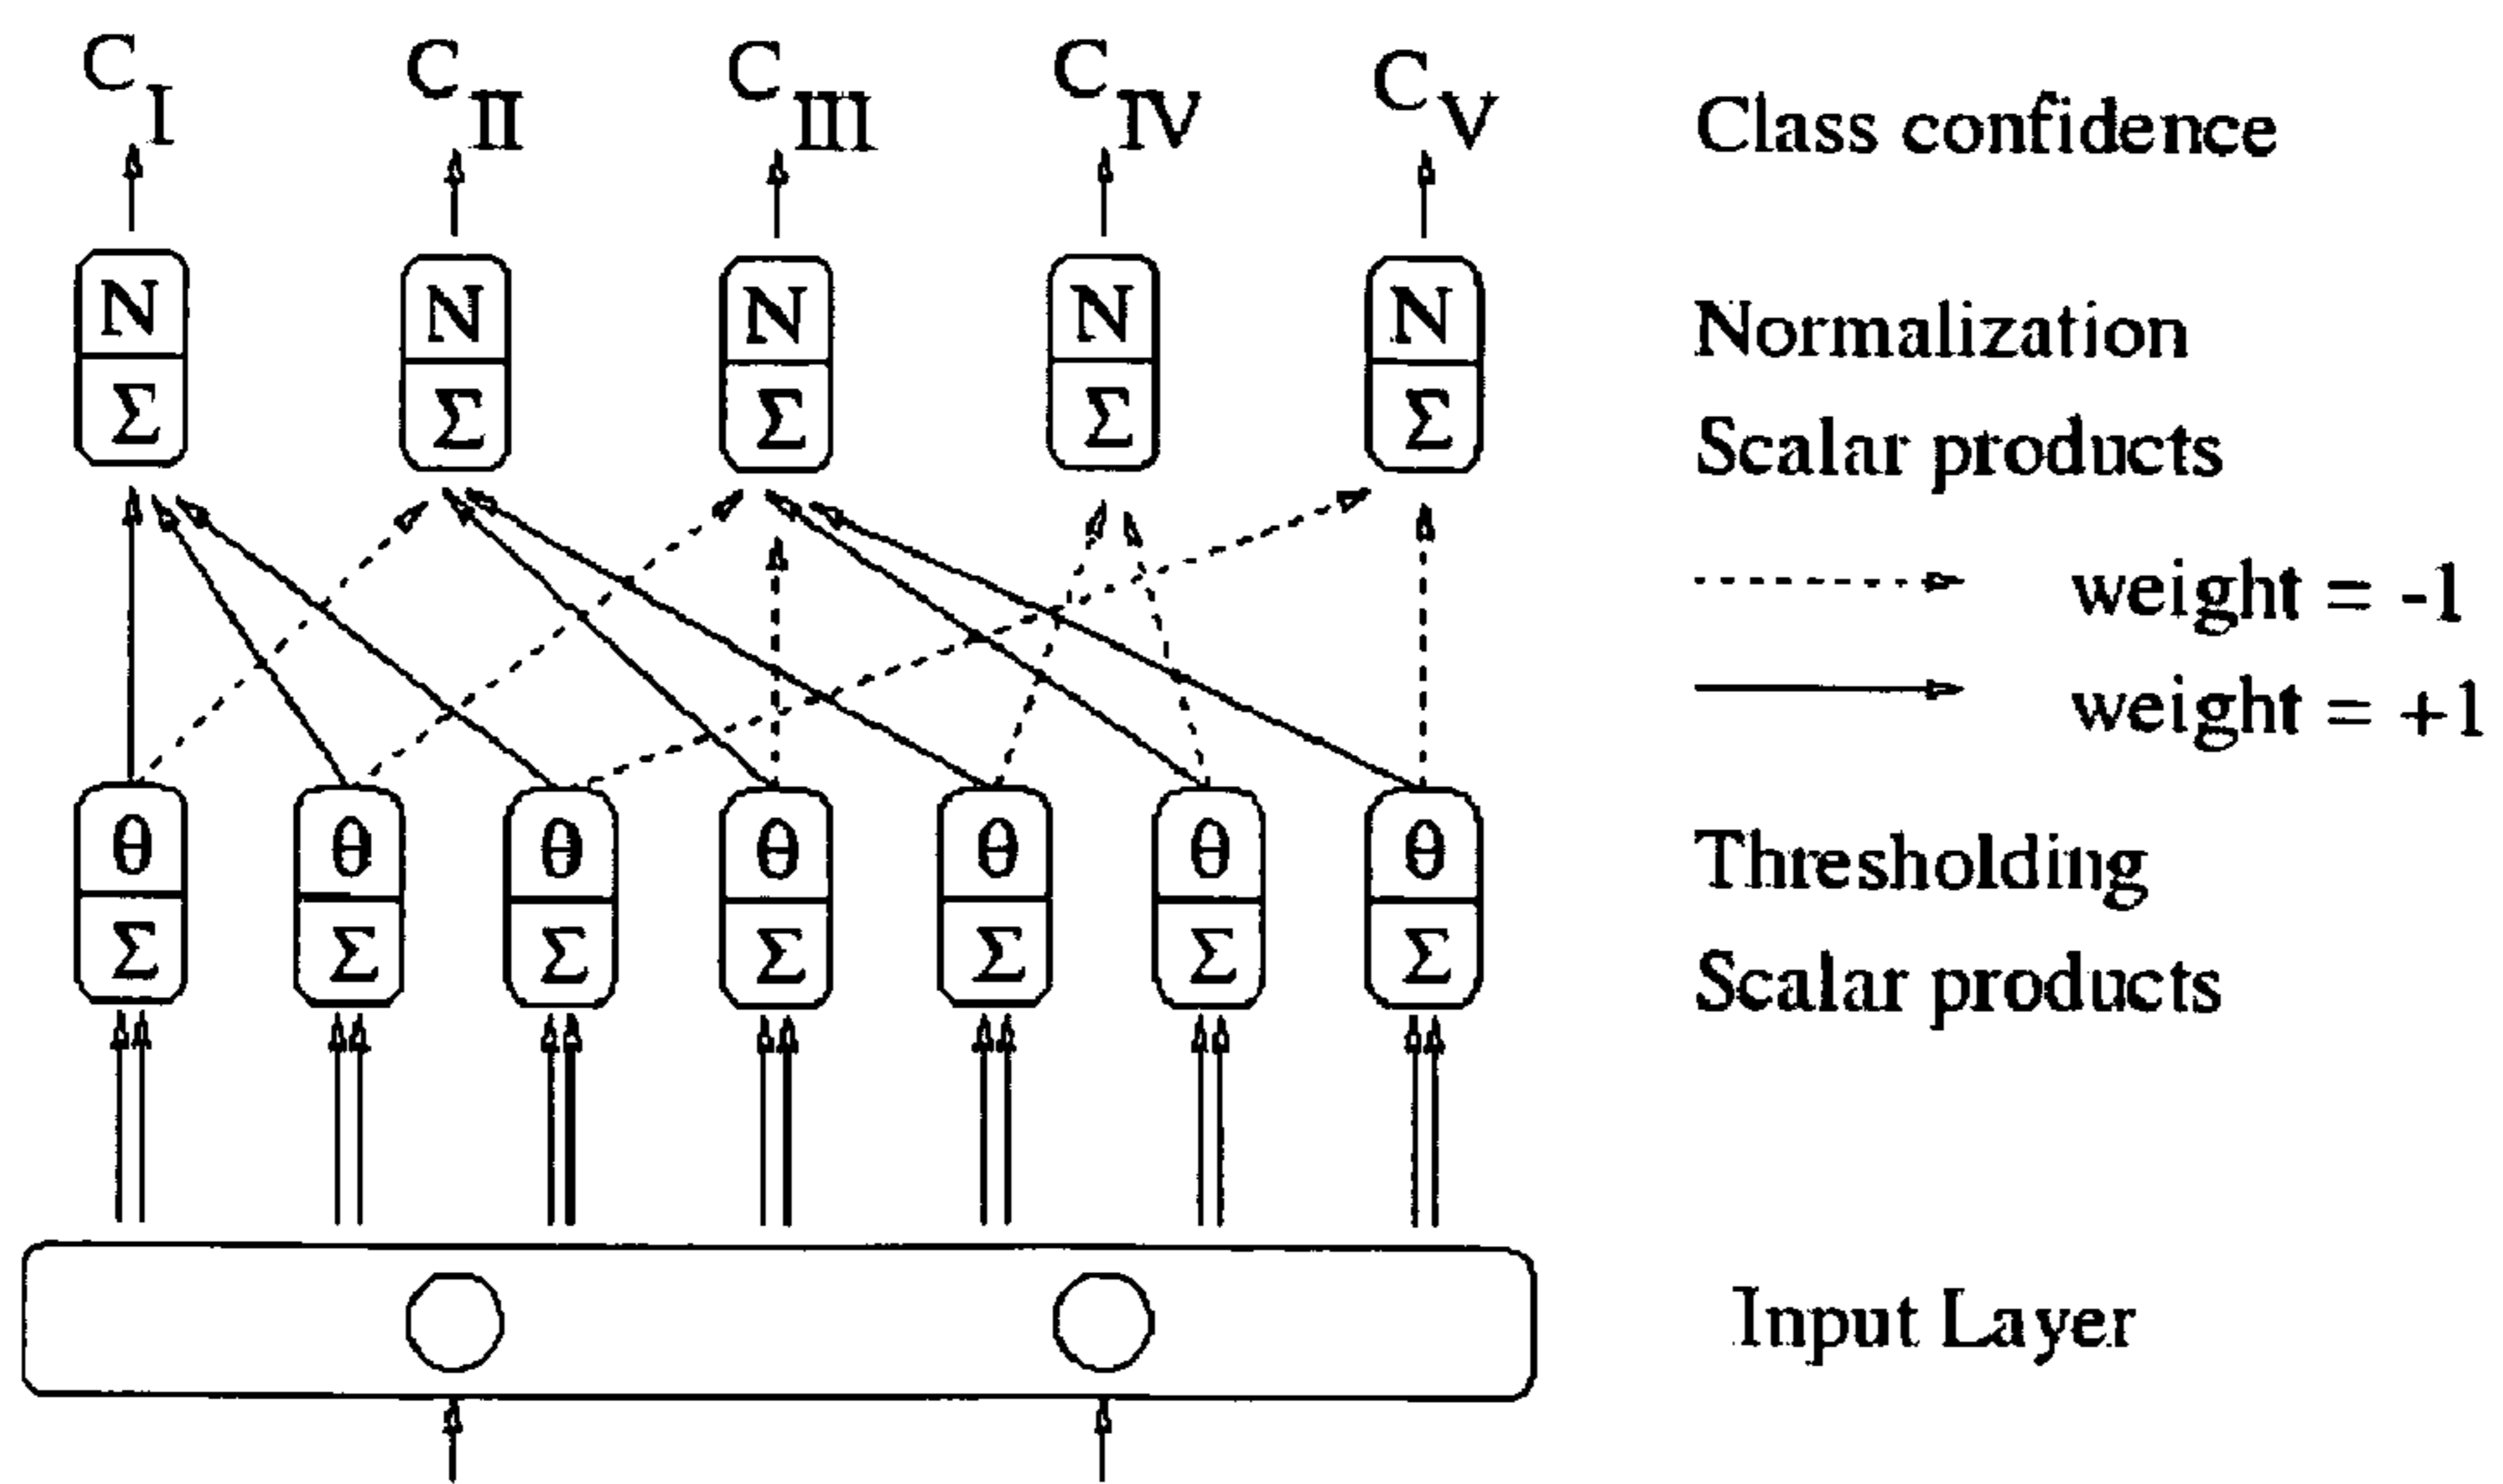 C I C II C III C IV C V Class confidence
N N N N N Normalization
Σ Σ Σ Σ Σ Scalar products
weight = -1
weight = +1
θ θ θ θ θ θ θ Thresholding
Σ Σ Σ Σ Σ Σ Σ Scalar products
Input Layer